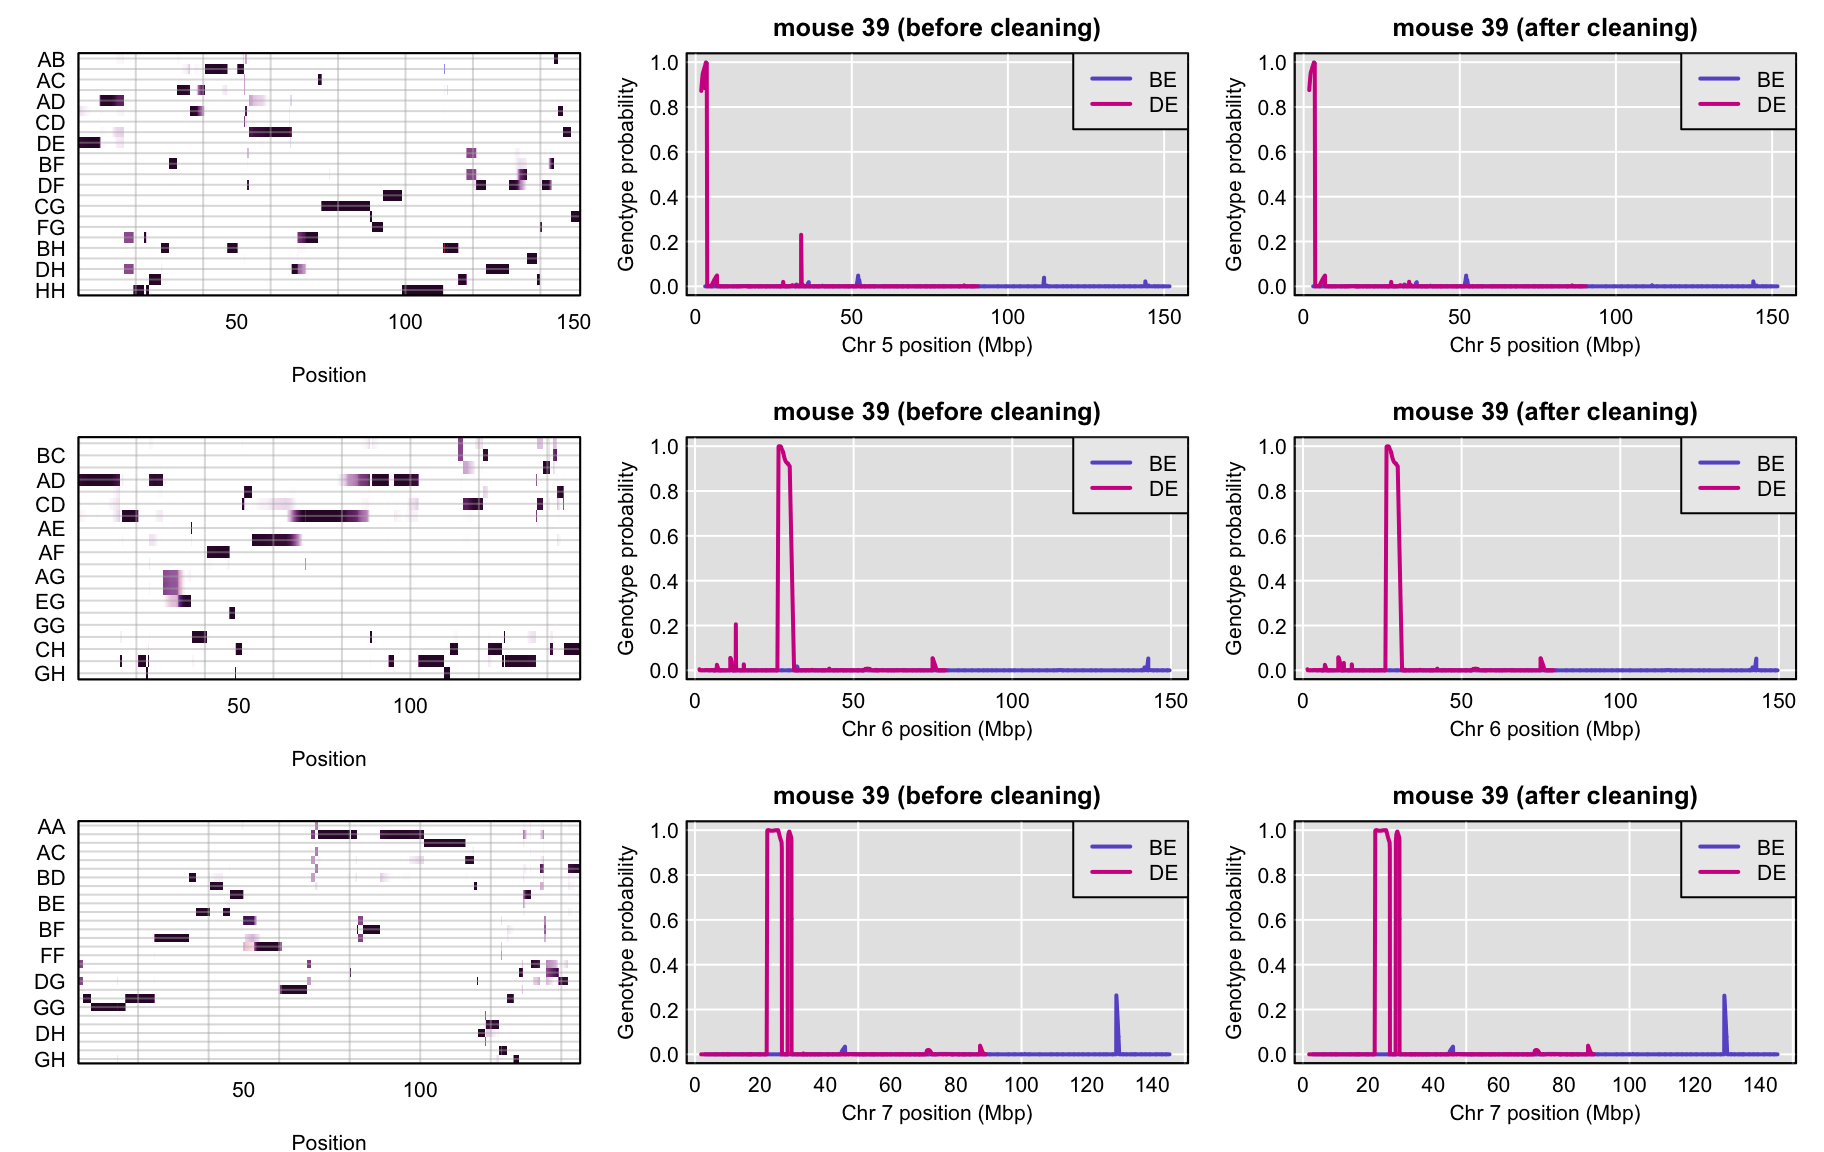 AB
AC
AD
CD
DE
BF
DF
CG
FG
BH
DH
HH
50 100 150
Position
mouse 39 (before cleaning)
Genotype probability
1.0
0.8
0.6
0.4
0.2
0.0
BE
DE
0 50 100 150
Chr 5 position (Mbp)
mouse 39 (after cleaning)
Genotype probability
1.0
0.8
0.6
0.4
0.2
0.0
BE
DE
0 50 100 150
Chr 5 position (Mbp)
BC
AD
CD
AE
AF
AG
EG
GG
CH
GH
50 100
Position
mouse 39 (before cleaning)
Genotype probability
1.0
0.8
0.6
0.4
0.2
0.0
BE
DE
0 50 100 150
Chr 6 position (Mbp)
mouse 39 (after cleaning)
Genotype probability
1.0
0.8
0.6
0.4
0.2
0.0
BE
DE
0 50 100 150
Chr 6 position (Mbp)
AA
AC
BD
BE
BF
FF
DG
GG
DH
GH
50 100
Position
mouse 39 (before cleaning)
Genotype probability
1.0
0.8
0.6
0.4
0.2
0.0
BE
DE
0 20 40 60 80 100 120 140
Chr 7 position (Mbp)
mouse 39 (after cleaning)
Genotype probability
1.0
0.8
0.6
0.4
0.2
0.0
BE
DE
0 20 40 60 80 100 120 140
Chr 7 position (Mbp)